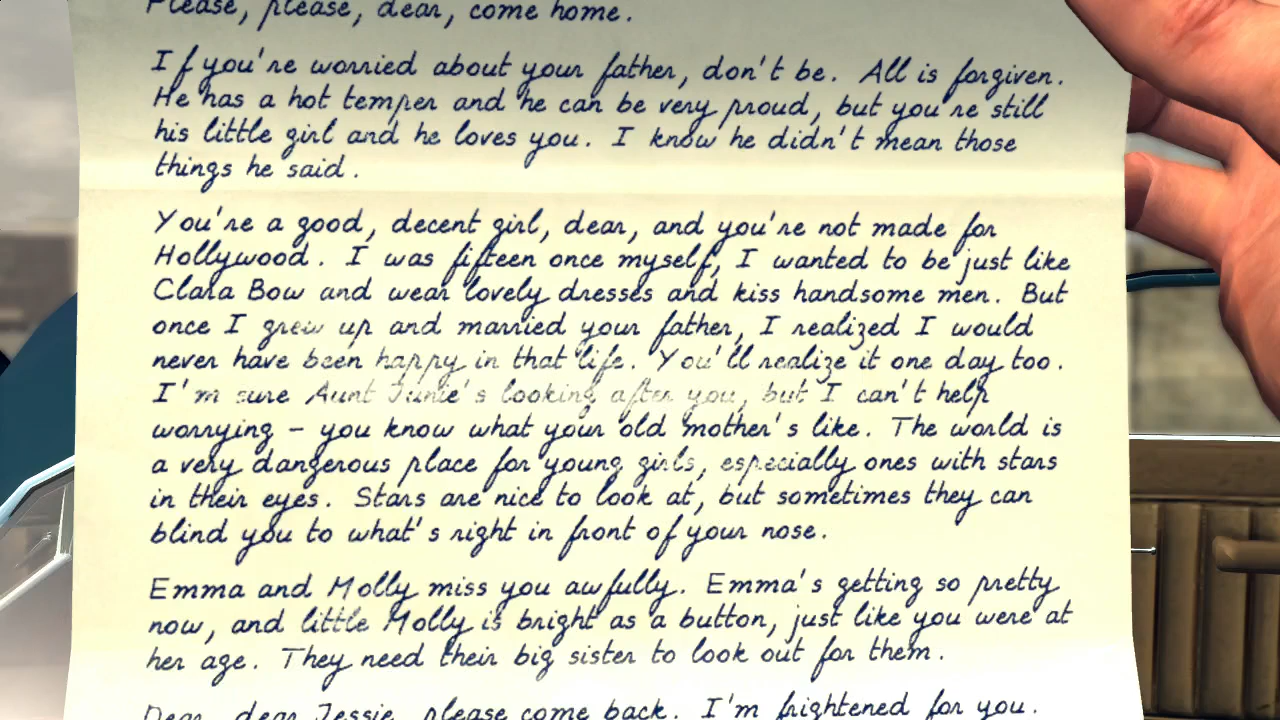 Please, please, dear, come home.
If you're worried about your father, don't be. All is forgiven.
He has a hot temper and he can be very proud, but you're still
his little girl and he loves you. I know he didn't mean those
things he said.
You're a good, decent girl, dear, and you're not made for
Hollywood. I was fifteen once myself, I wanted to be just like
Clara Bow and wear lovely dresses and kiss handsome men. But
once I grew up and married your father, I realized I would
never have been happy in that life. You'll realize it one day too.
I'm sure Aunt Junie's looking after you, but I can't help
worrying – you know what your old mother's like. The world is
a very dangerous place for young girls, especially ones with stars
in their eyes. Stars are nice to look at, but sometimes they can
blind you to what's right in front of your nose.
Emma and Molly miss you awfully. Emma's getting so pretty
now, and little Molly is bright as a button, just like you were at
her age. They need their big sister to look out for them.
Dear, dear Jessie, please come back. I'm frightened for you.